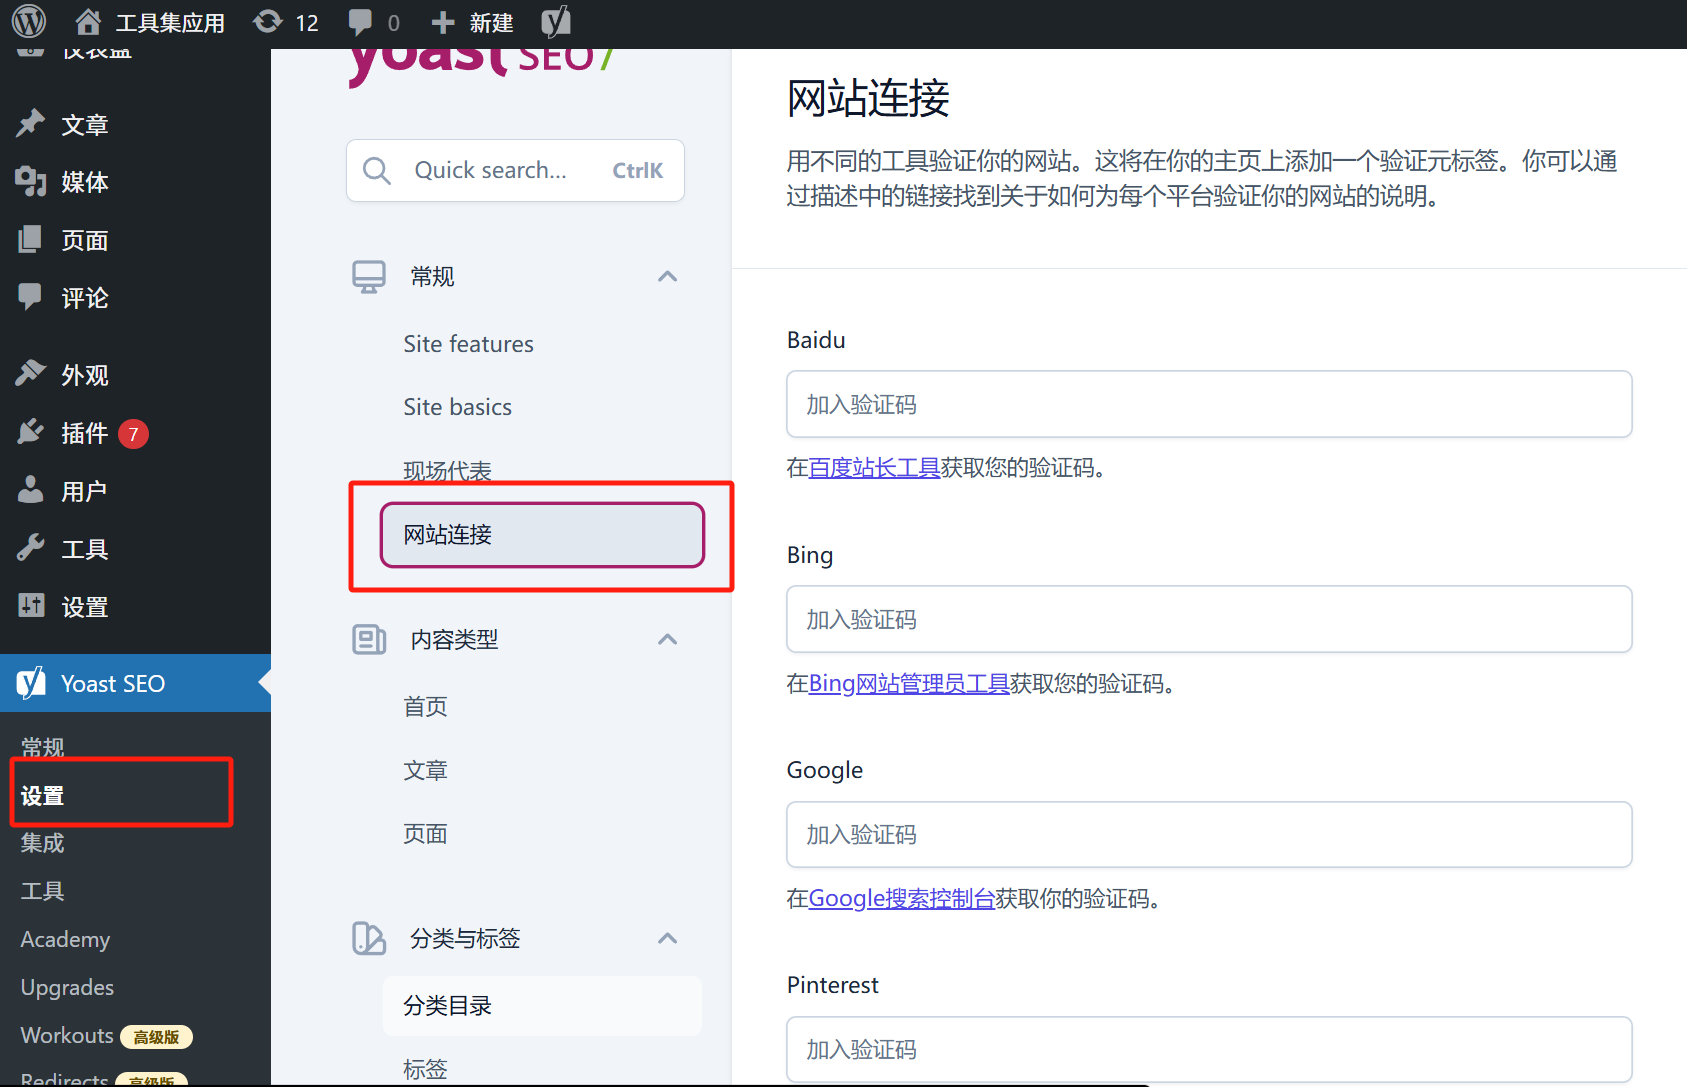 工具集应用
12
0
新建
仪表盘
文章
媒体
页面
评论
外观
插件 7
用户
工具
设置
Yoast SEO
常规
设置
集成
工具
Academy
Upgrades
Workouts 高级版
Redirects 高级版
yoast SEO
Quick search... CtrlK
常规
Site features
Site basics
现场代表
网站连接
内容类型
首页
文章
页面
分类与标签
分类目录
标签
网站连接
用不同的工具验证你的网站。这将在你的主页上添加一个验证元标签。你可以通
过描述中的链接找到关于如何为每个平台验证你的网站的说明。
Baidu
加入验证码
在百度站长工具获取您的验证码。
Bing
加入验证码
在Bing网站管理员工具获取您的验证码。
Google
加入验证码
在Google搜索控制台获取你的验证码。
Pinterest
加入验证码